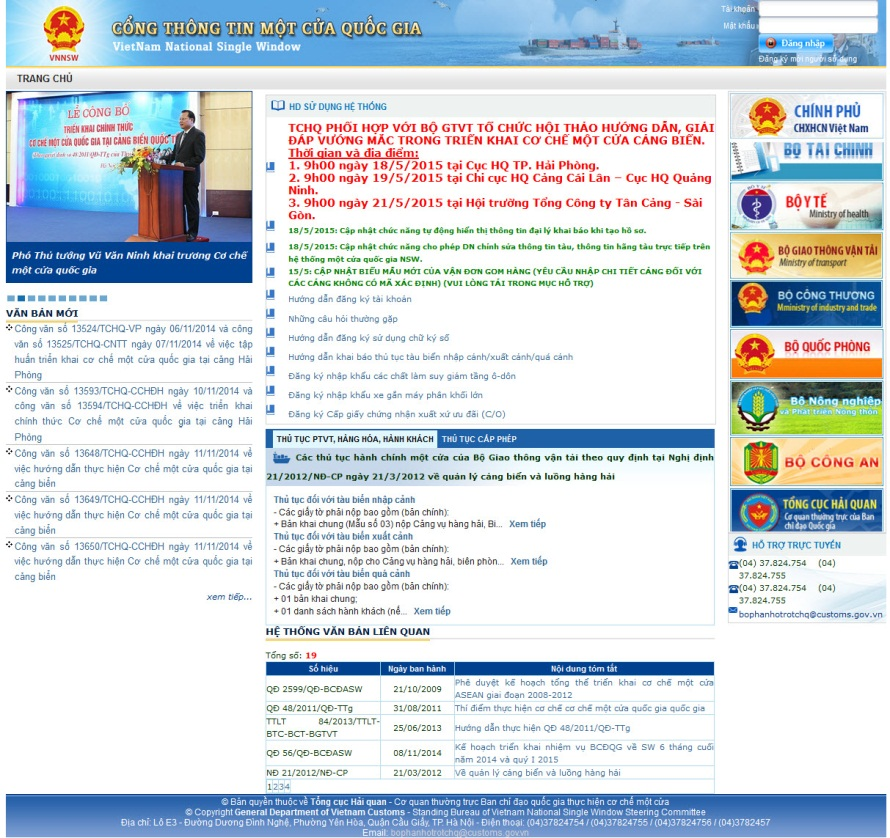 VNNSW
CỔNG THÔNG TIN MỘT CỬA QUỐC GIA
VietNam National Single Window
Tài khoản
Mật khẩu
Đăng nhập
Đăng ký mới người sử dụng
TRANG CHỦ
LỄ CÔNG BỐ
TRIỂN KHAI CHÍNH THỨC
CƠ CHẾ MỘT CỬA QUỐC GIA TẠI CẢNG BIỂN QUỐC T
Phó Thủ tướng Vũ Văn Ninh khai trương Cơ chế
một cửa quốc gia
VĂN BẢN MỚI
Công văn số 13524/TCHQ-VP ngày 06/11/2014 và công
văn số 13525/TCHQ-CNTT ngày 07/11/2014 về việc tập
huấn triển khai cơ chế một cửa quốc gia tại cảng Hải
Phòng
Công văn số 13593/TCHQ-CCHĐH ngày 10/11/2014 và
công văn số 13594/TCHQ-CCHĐH về việc triển khai
chính thức Cơ chế một cửa quốc gia tại cảng Hải
Phòng
Công văn số 13648/TCHQ-CCHĐH ngày 11/11/2014 về
việc hướng dẫn thực hiện Cơ chế một cửa quốc gia tại
cảng biển
Công văn số 13649/TCHQ-CCHĐH ngày 11/11/2014 về
việc hướng dẫn thực hiện Cơ chế một cửa quốc gia tại
cảng biển
Công văn số 13650/TCHQ-CCHĐH ngày 11/11/2014 về
việc hướng dẫn thực hiện Cơ chế một cửa quốc gia tại
cảng biển
xem tiếp...
HD SỬ DỤNG HỆ THỐNG
TCHQ PHỐI HỢP VỚI BỘ GTVT TỔ CHỨC HỘI THẢO HƯỚNG DẪN, GIẢI
ĐÁP VƯỚNG MẮC TRONG TRIỂN KHAI CƠ CHẾ MỘT CỬA CẢNG BIỂN.
Thời gian và địa điểm:
1. 9h00 ngày 18/5/2015 tại Cục HQ TP. Hải Phòng.
2. 9h00 ngày 19/5/2015 tại Chi cục HQ Cảng Cái Lân – Cục HQ Quảng
Ninh.
3. 9h00 ngày 21/5/2015 tại Hội trường Tổng Công ty Tân Cảng - Sài
Gòn.
18/5/2015: Cập nhật chức năng tự động hiển thị thông tin đại lý khai báo khi tạo hồ sơ.
18/5/2015: Cập nhật chức năng cho phép DN chỉnh sửa thông tin tàu, thông tin hãng tàu trực tiếp trên
hệ thống một cửa quốc gia NSW.
15/5: CẬP NHẬT BIỂU MẪU MỚI CỦA VẬN ĐƠN GOM HÀNG (YÊU CẦU NHẬP CHI TIẾT CẢNG ĐỐI VỚI
CÁC CẢNG KHÔNG CÓ MÃ XÁC ĐỊNH) (VUI LÒNG TẢI TRONG MỤC HỖ TRỢ)
Hướng dẫn đăng ký tài khoản
Những câu hỏi thường gặp
Hướng dẫn đăng ký sử dụng chữ ký số
Hướng dẫn khai báo thủ tục tàu biển nhập cảnh/xuất cảnh/quá cảnh
Đăng ký nhập khẩu các chất làm suy giảm tầng ô-dôn
Đăng ký nhập khẩu xe gắn máy phân khối lớn
Đăng ký Cấp giấy chứng nhận xuất xứ ưu đãi (C/O)
THỦ TỤC PTVT, HÀNG HÓA, HÀNH KHÁCH THỦ TỤC CẤP PHÉP
Các thủ tục hành chính một cửa của Bộ Giao thông vận tải theo quy định tại Nghị định
21/2012/NĐ-CP ngày 21/3/2012 về quản lý cảng biển và luồng hàng hải
Thủ tục đối với tàu biển nhập cảnh
- Các giấy tờ phải nộp bao gồm (bản chính):
+ Bản khai chung (Mẫu số 03) nộp Cảng vụ hàng hải, Bi... Xem tiếp
Thủ tục đối với tàu biển xuất cảnh
- Các giấy tờ phải nộp bao gồm (bản chính):
+ Bản khai chung, nộp cho Cảng vụ hàng hải, biên phòn... Xem tiếp
Thủ tục đối với tàu biển quá cảnh
- Các giấy tờ phải nộp bao gồm (bản chính):
+ 01 bản khai chung;
+ 01 danh sách hành khách (nế... Xem tiếp
HỆ THỐNG VĂN BẢN LIÊN QUAN
Tổng số: 19
Số hiệu Ngày ban hành Nội dung tóm tắt
QĐ 2599/QĐ-BCĐASW 21/10/2009 Phê duyệt kế hoạch tổng thể triển khai cơ chế một cửa
ASEAN giai đoạn 2008-2012
QĐ 48/2011/QĐ-TTg 31/08/2011 Thí điểm thực hiện cơ chế cơ chế một cửa quốc gia quốc gia
TTLT 84/2013/TTLT-
BTC-BCT-BGTVT 25/06/2013 Hướng dẫn thực hiện QĐ 48/2011/QĐ-TTg
QĐ 56/QĐ-BCĐASW 08/11/2014 Kế hoạch triển khai nhiệm vụ BCĐQG về SW 6 tháng cuối
năm 2014 và quý I 2015
NĐ 21/2012/NĐ-CP 21/03/2012 Về quản lý cảng biển và luồng hàng hải
1 2 3 4
CHÍNH PHỦ
CHXHCN Việt Nam
BỘ TÀI CHÍNH
BỘ Y TẾ
Ministry of health
BỘ GIAO THÔNG VẬN TẢI
Ministry of transport
BỘ CÔNG THƯƠNG
Mministry of industry and trade
BỘ QUỐC PHÒNG
Bộ Nông nghiệp
và Phát triển Nông thôn
BỘ CÔNG AN
TỔNG CỤC HẢI QUAN
Cơ quan thường trực của Ban
chỉ đạo Quốc gia
HỖ TRỢ TRỰC TUYẾN
(04) 37.824.754 (04)
37.824.755
(04) 37.824.754 (04)
37.824.755
bophanhotrotchq@customs.gov.vn
© Bản quyền thuộc về Tổng cục Hải quan - Cơ quan thường trực Ban chỉ đạo quốc gia thực hiện cơ chế một cửa
© Copyright General Department of Vietnam Customs - Standing Bureau of Vietnam National Single Window Steering Committee
Địa chỉ: Lô E3 - Đường Dương Đình Nghệ, Phường Yên Hòa, Quận Cầu Giấy, TP. Hà Nội - Điện thoại: (04)37824754 / (04)37824755 / (04)37824756 / (04)3782457
Email: bophanhotrotchq@customs.gov.vn